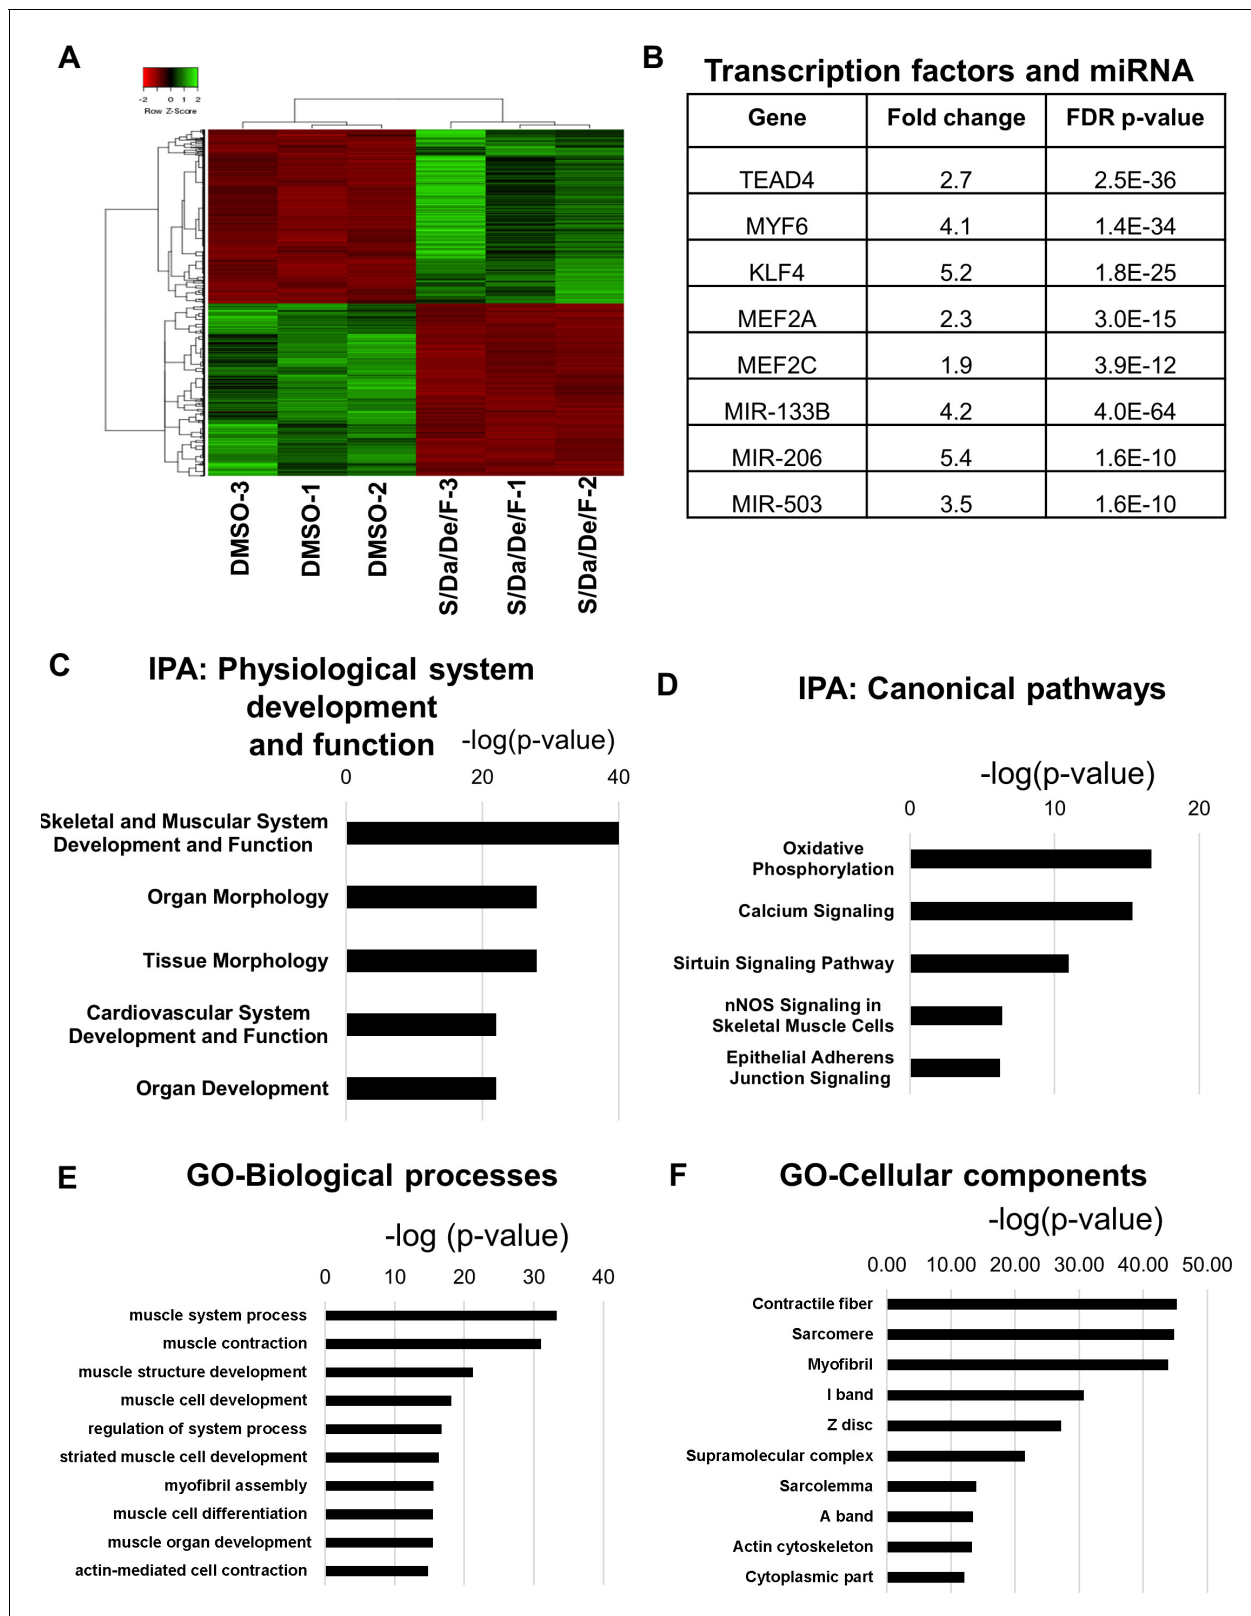 A
-2 0 1 2
Row Z-Score
DMSO-3
DMSO-1
DMSO-2
S/Da/De/F-3
S/Da/De/F-1
S/Da/De/F-2
B
Transcription factors and miRNA
Gene Fold change FDR p-value
TEAD4 2.7 2.5E-36
MYF6 4.1 1.4E-34
KLF4 5.2 1.8E-25
MEF2A 2.3 3.0E-15
MEF2C 1.9 3.9E-12
MIR-133B 4.2 4.0E-64
MIR-206 5.4 1.6E-10
MIR-503 3.5 1.6E-10
C
IPA: Physiological system
development
and function
-log(p-value)
0 20 40
Skeletal and Muscular System
Development and Function
Organ Morphology
Tissue Morphology
Cardiovascular System
Development and Function
Organ Development
D
IPA: Canonical pathways
-log(p-value)
0 10 20
Oxidative
Phosphorylation
Calcium Signaling
Sirtuin Signaling Pathway
nNOS Signaling in
Skeletal Muscle Cells
Epithelial Adherens
Junction Signaling
E
GO-Biological processes
-log (p-value)
0 10 20 30 40
muscle system process
muscle contraction
muscle structure development
muscle cell development
regulation of system process
striated muscle cell development
myofibril assembly
muscle cell differentiation
muscle organ development
actin-mediated cell contraction
F
GO-Cellular components
-log(p-value)
0.00 10.00 20.00 30.00 40.00 50.00
Contractile fiber
Sarcomere
Myofibril
I band
Z disc
Supramolecular complex
Sarcolemma
A band
Actin cytoskeleton
Cytoplasmic part